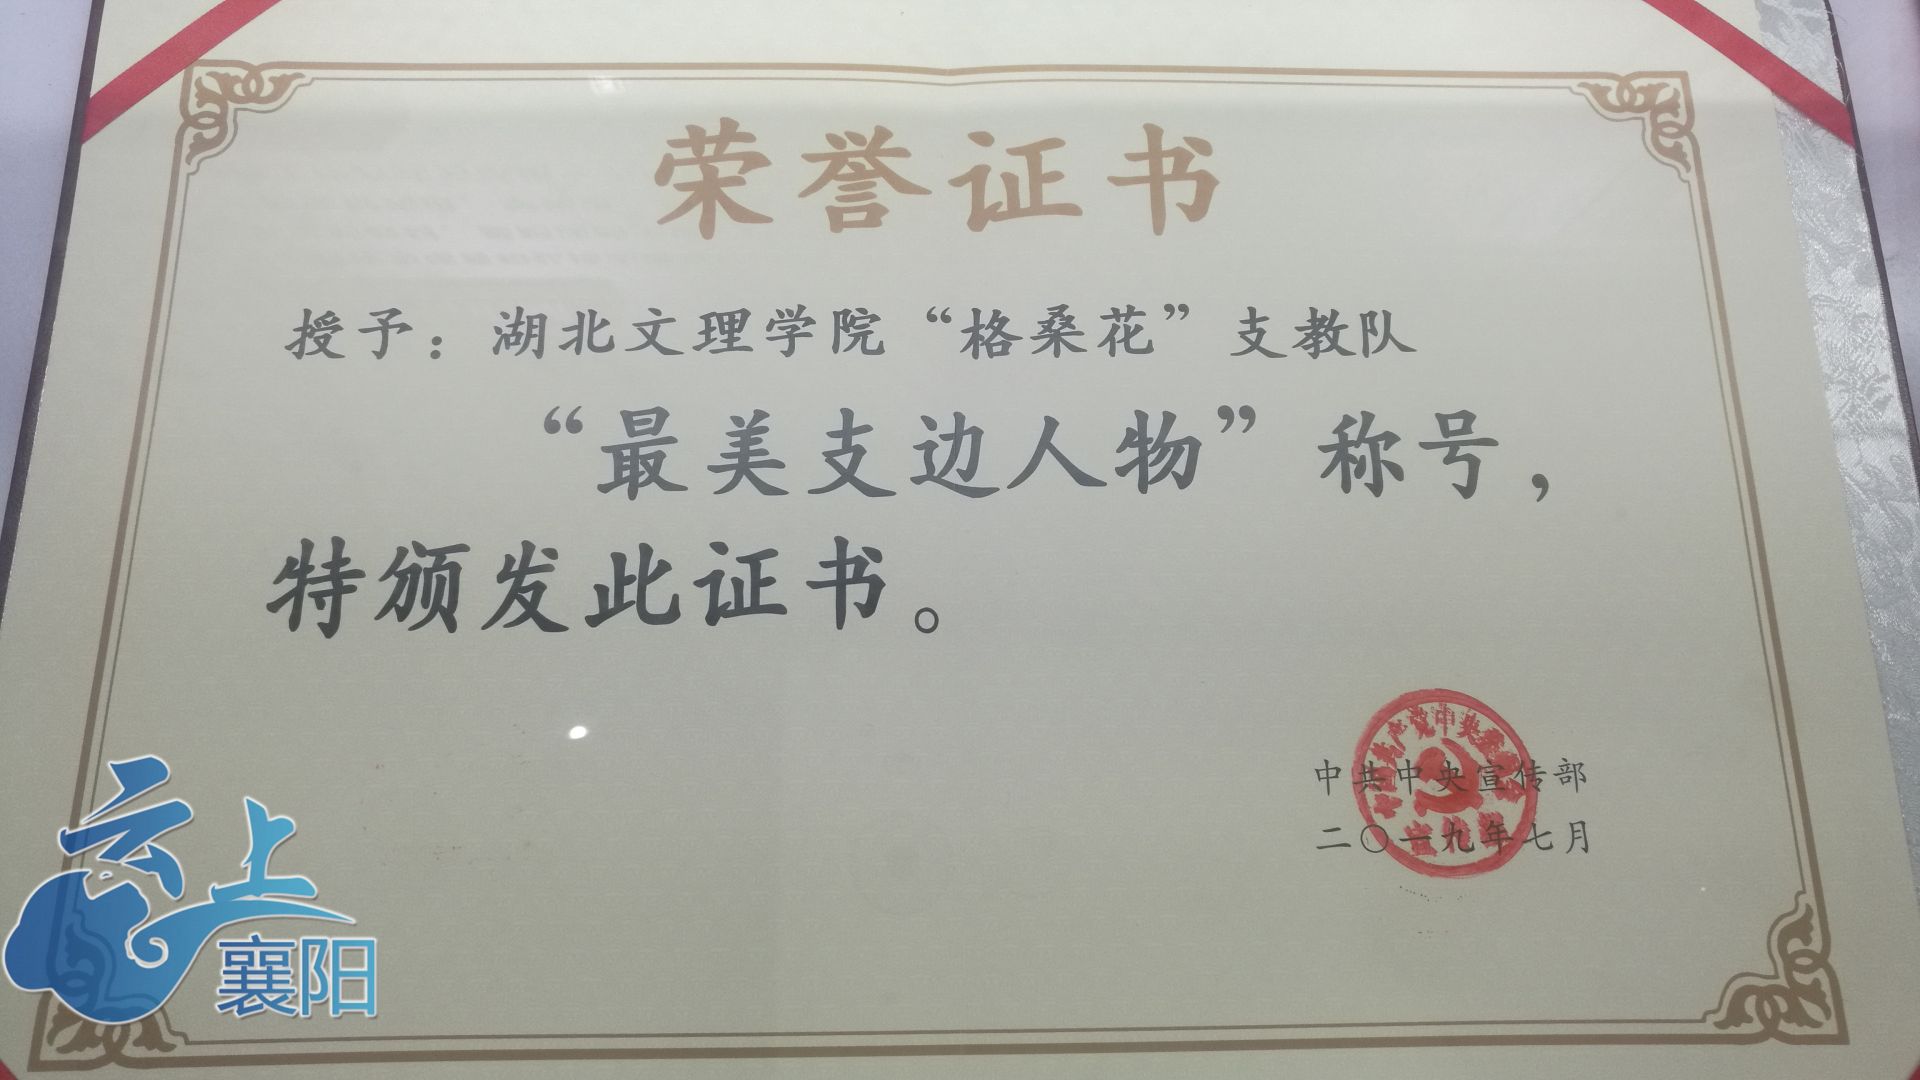 荣誉证书
授予：湖北文理学院“格桑花”支教队
“最美支边人物”称号，
特颁发此证书。
中共中央宣传部
二〇一九年七月
云上
襄阳